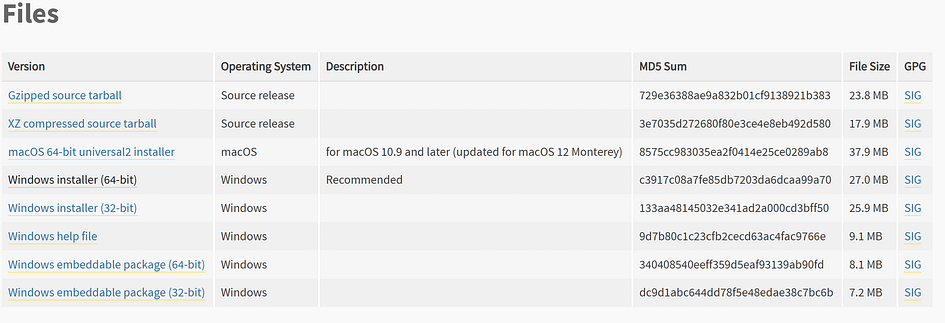 Files
Version Operating System Description MD5 Sum File Size GPG
Gzipped source tarball Source release 729e36388ae9a832b01cf9138921b383 23.8 MB SIG
XZ compressed source tarball Source release 3e7035d272680f80e3ce4e8eb492d580 17.9 MB SIG
macOS 64-bit universal2 installer macOS for macOS 10.9 and later (updated for macOS 12 Monterey) 8575cc983035ea2f0414e25ce0289ab8 37.9 MB SIG
Windows installer (64-bit) Windows Recommended c3917c08a7fe85db7203da6dcaa99a70 27.0 MB SIG
Windows installer (32-bit) Windows 133aa48145032e341ad2a000cd3bff50 25.9 MB SIG
Windows help file Windows 9d7b80c1c23cfb2cecd63ac4fac9766e 9.1 MB SIG
Windows embeddable package (64-bit) Windows 340408540eeff359d5eaf93139ab90fd 8.1 MB SIG
Windows embeddable package (32-bit) Windows dc9d1abc644dd78f5e48edae38c7bc6b 7.2 MB SIG